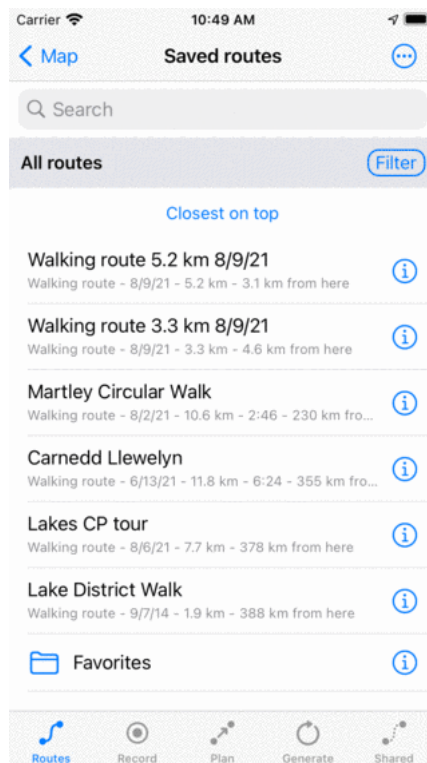 Carrier 10:49 AM
Map Saved routes
Search
All routes Filter
Closest on top
Walking route 5.2 km 8/9/21
Walking route - 8/9/21 - 5.2 km - 3.1 km from here
Walking route 3.3 km 8/9/21
Walking route - 8/9/21 - 3.3 km - 4.6 km from here
Martley Circular Walk
Walking route - 8/2/21 - 10.6 km - 2:46 - 230 km fro...
Carnedd Llewelyn
Walking route - 6/13/21 - 11.8 km - 6:24 - 355 km fro...
Lakes CP tour
Walking route - 8/6/21 - 7.7 km - 378 km from here
Lake District Walk
Walking route - 9/7/14 - 1.9 km - 388 km from here
Favorites
Routes Record Plan Generate Shared